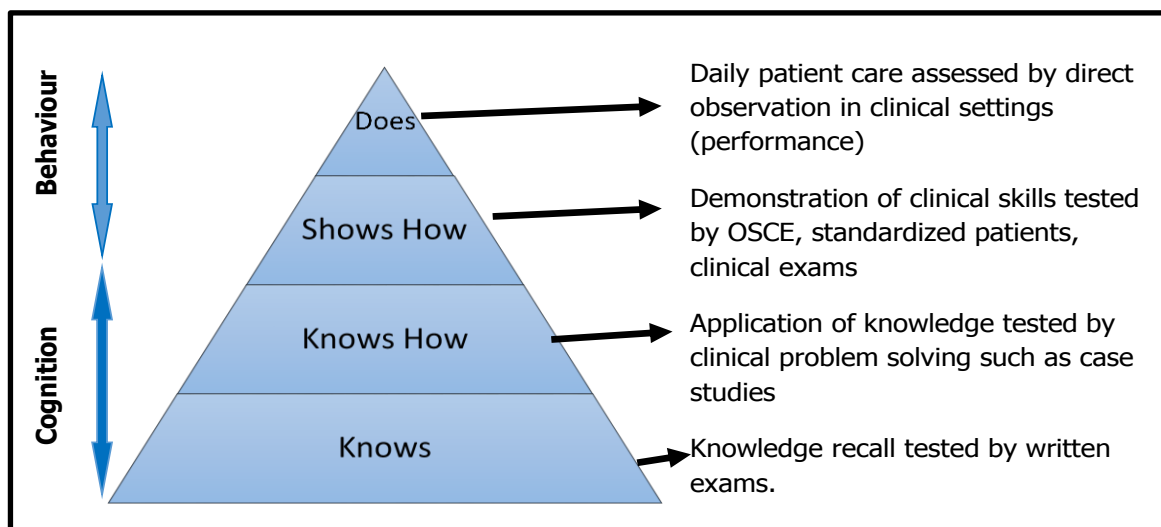 Behaviour
Cognition
Does
Shows How
Knows How
Knows
Daily patient care assessed by direct
observation in clinical settings
(performance)
Demonstration of clinical skills tested
by OSCE, standardized patients,
clinical exams
Application of knowledge tested by
clinical problem solving such as case
studies
Knowledge recall tested by written
exams.